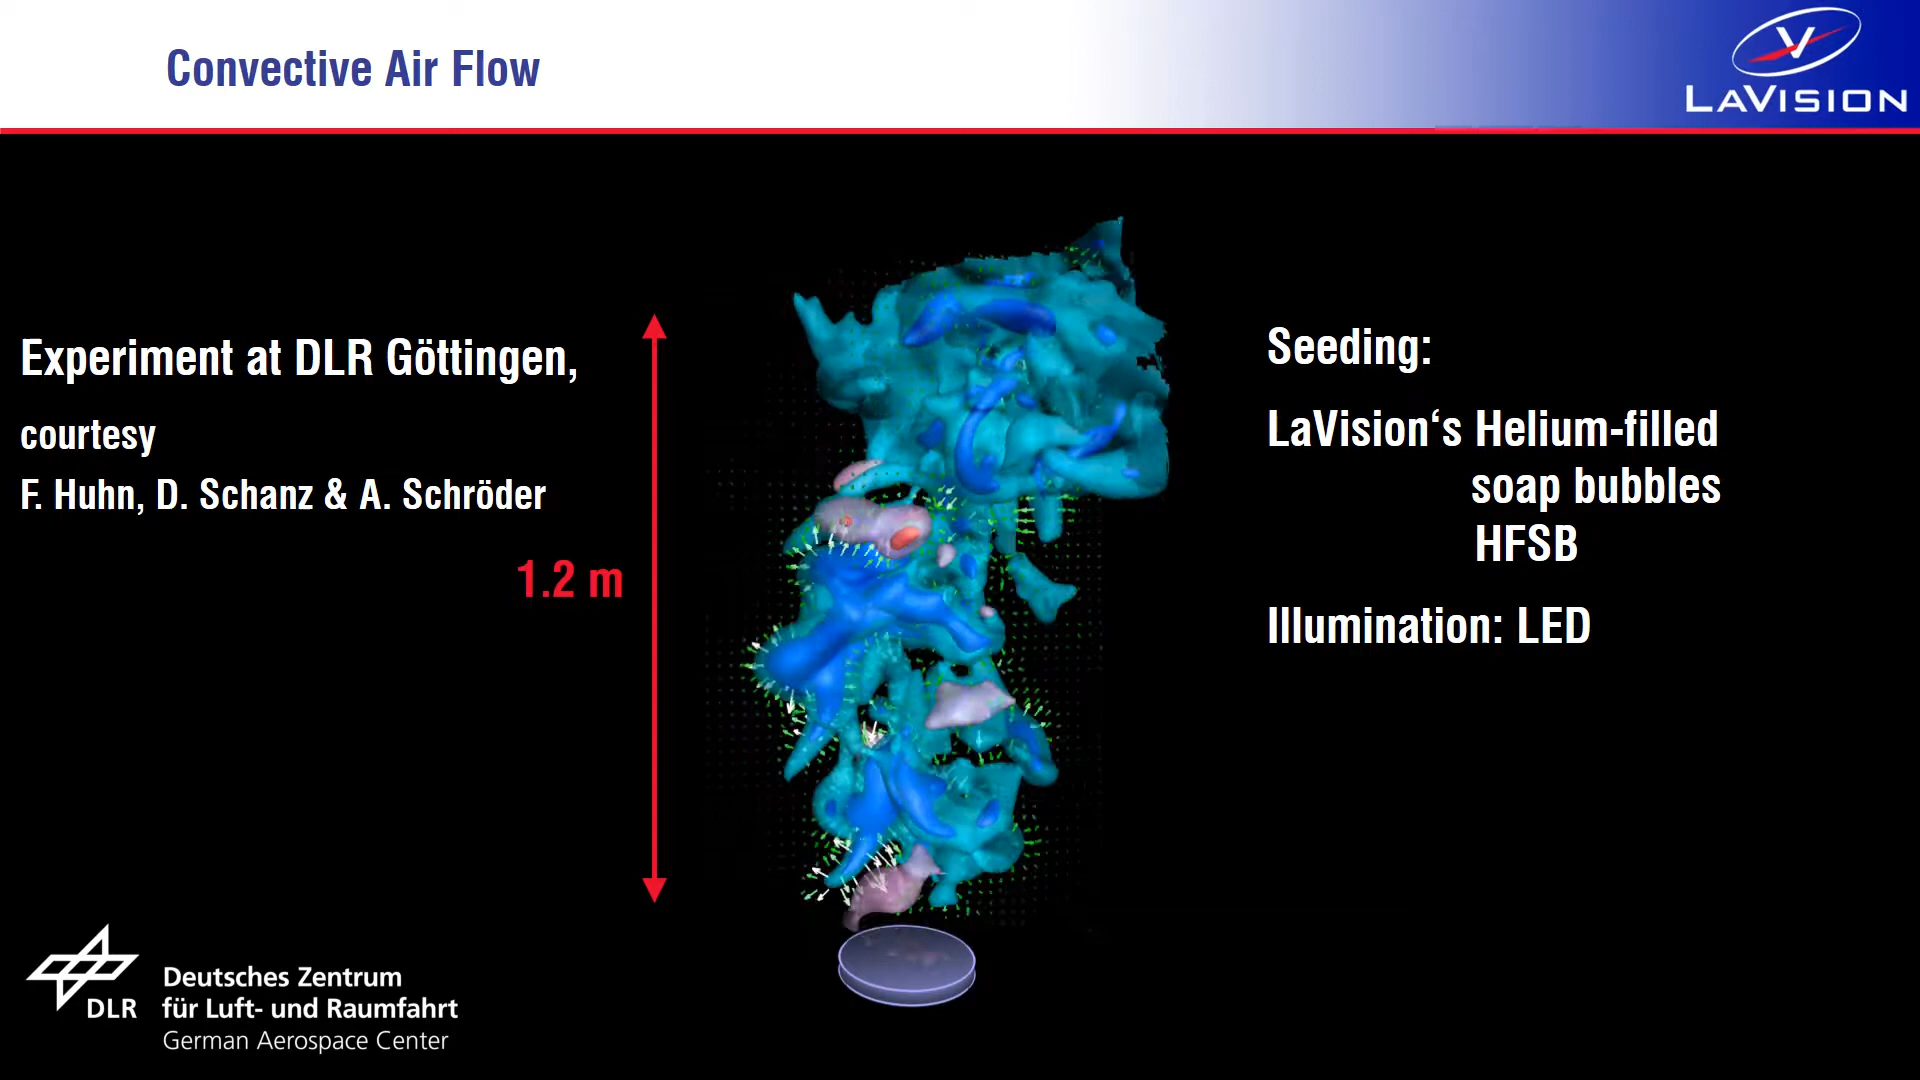 Convective Air Flow
LAVISION
Experiment at DLR Göttingen,
courtesy
F. Huhn, D. Schanz & A. Schröder
1.2 m
Seeding:
LaVision‘s Helium-filled
soap bubbles
HFSB
Illumination: LED
DLR
Deutsches Zentrum
für Luft- und Raumfahrt
German Aerospace Center